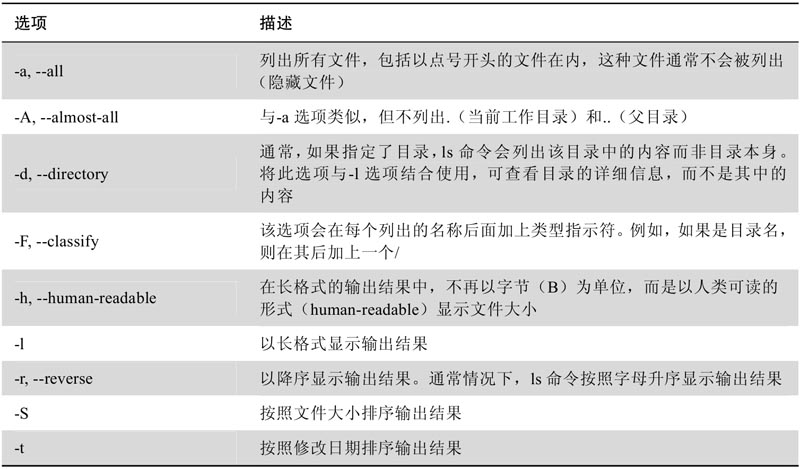 选项 描述
-a, --all 列出所有文件，包括以点号开头的文件在内，这种文件通常不会被列出
（隐藏文件）
-A, --almost-all 与-a 选项类似，但不列出.（当前工作目录）和..（父目录）
-d, --directory 通常，如果指定了目录，ls 命令会列出该目录中的内容而非目录本身。
将此选项与-l 选项结合使用，可查看目录的详细信息，而不是其中的
内容
-F, --classify 该选项会在每个列出的名称后面加上类型指示符。例如，如果是目录名，
则在其后加上一个/
-h, --human-readable 在长格式的输出结果中，不再以字节（B）为单位，而是以人类可读的
形式（human-readable）显示文件大小
-l 以长格式显示输出结果
-r, --reverse 以降序显示输出结果。通常情况下，ls 命令按照字母升序显示输出结果
-S 按照文件大小排序输出结果
-t 按照修改日期排序输出结果